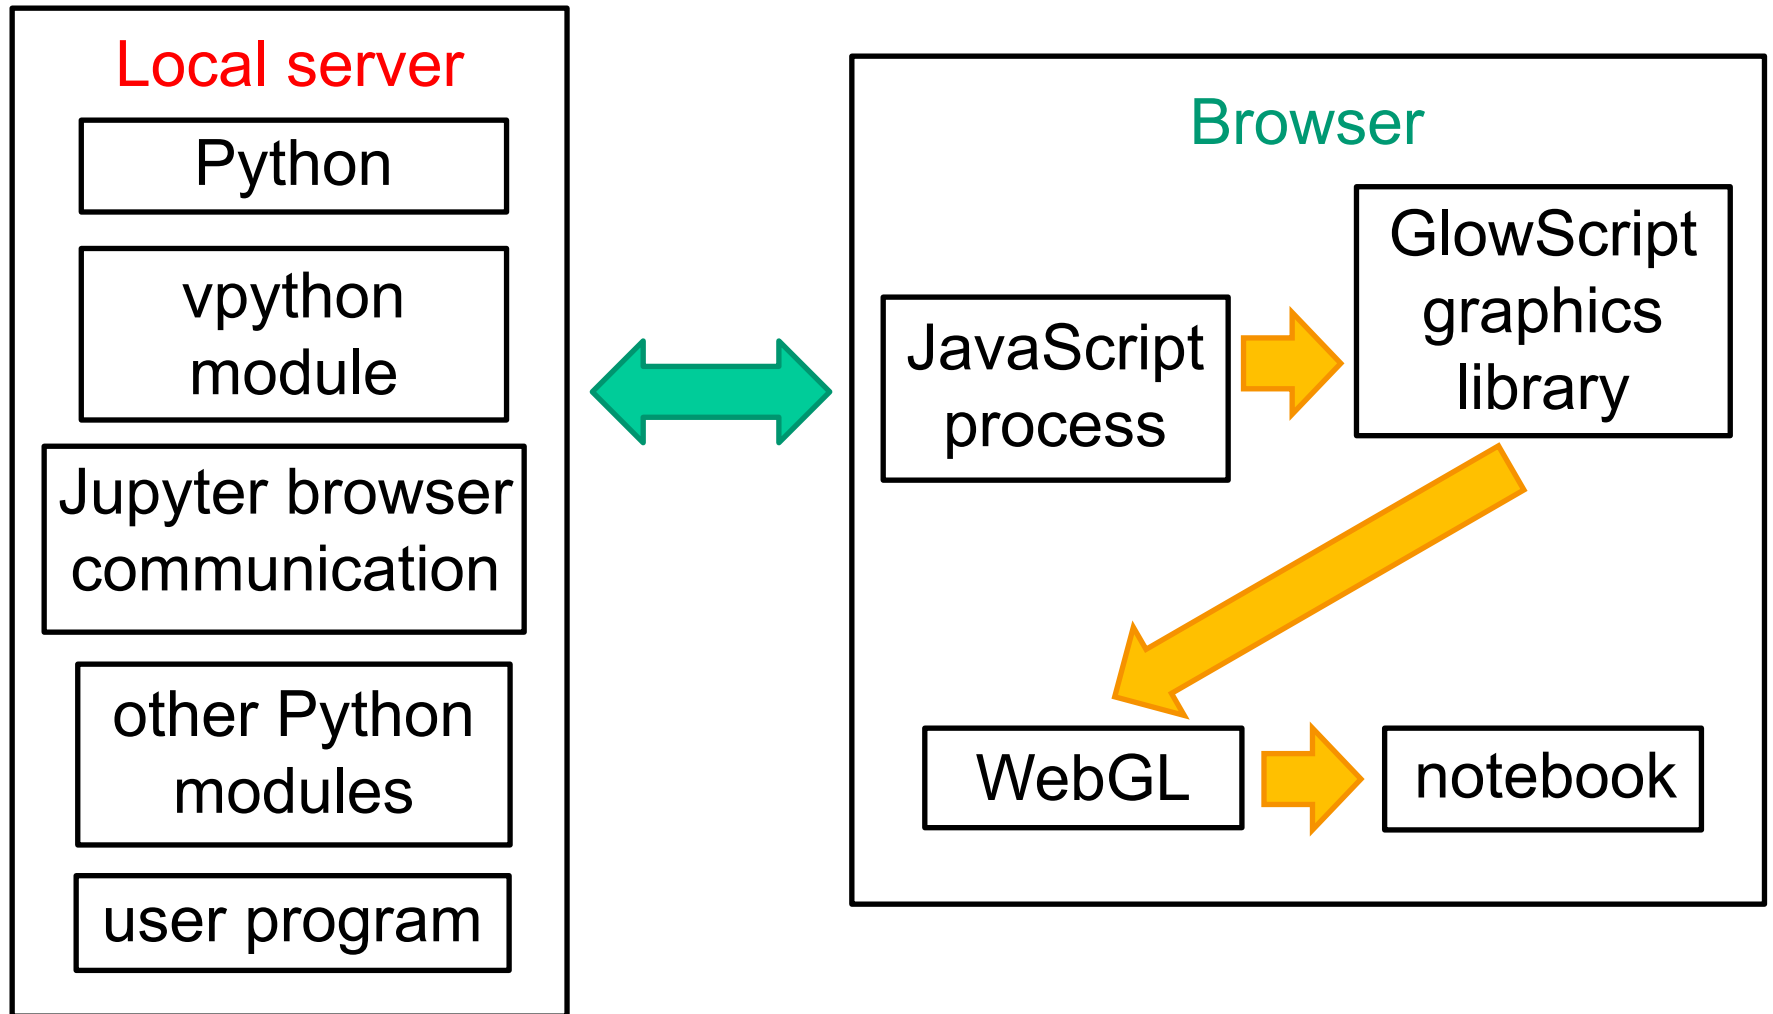 Local server
Python
vpython
module
Jupyter browser
communication
other Python
modules
user program
Browser
JavaScript
process
GlowScript
graphics
library
WebGL
notebook